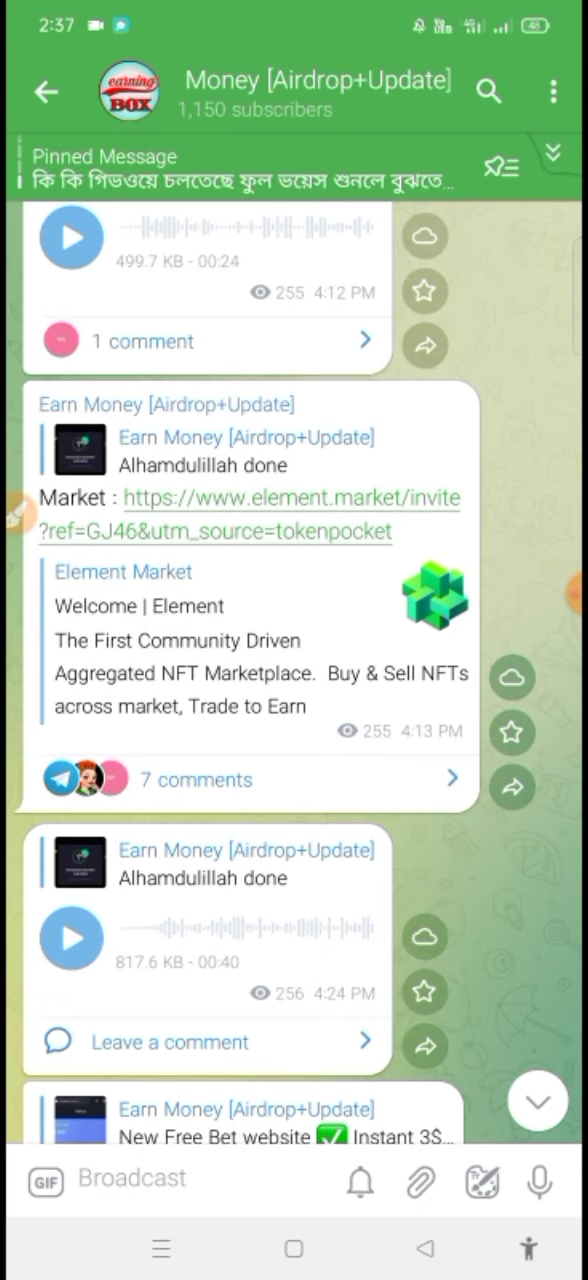 2:37
48
earning
BOX
Money [Airdrop+Update]
1,150 subscribers
Pinned Message
কি কি গিভওয়ে চলতেছে ফুল ভয়েস শুনলে বুঝতে...
499.7 KB - 00:24
255 4:12 PM
1 comment
Earn Money [Airdrop+Update]
Earn Money [Airdrop+Update]
Alhamdulillah done
Market : https://www.element.market/invite
?ref=GJ46&utm_source=tokenpocket
Element Market
Welcome | Element
The First Community Driven
Aggregated NFT Marketplace. Buy & Sell NFTs
across market, Trade to Earn
255 4:13 PM
7 comments
Earn Money [Airdrop+Update]
Alhamdulillah done
817.6 KB - 00:40
256 4:24 PM
Leave a comment
Earn Money [Airdrop+Update]
New Free Bet website ✅ Instant 3$...
GIF Broadcast